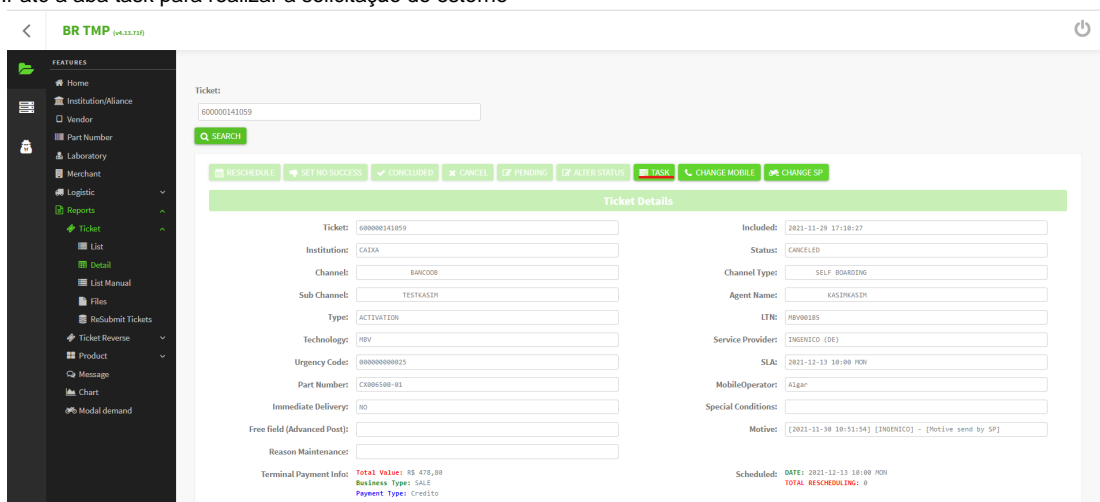 Ir até a aba task para realizar a solicitação de estorno
BR TMP (v4.13.71f)
FEATURES
Home
Institution/Aliance
Vendor
Part Number
Laboratory
Merchant
Logistic
Reports
Ticket
List
Detail
List Manual
Files
ReSubmit Tickets
Ticket Reverse
Product
Message
Chart
Modal demand
Ticket:
600000141059
SEARCH
RESCHEDULE SET NO SUCCESS CONCLUDED CANCEL PENDING ALTER STATUS TASK CHANGE MOBILE CHANGE SP
Ticket Details
Ticket: 600000141059 Included: 2021-11-29 17:10:27
Institution: CAIXA Status: CANCELED
Channel: BANCOOB Channel Type: SELF BOARDING
Sub Channel: TESTKASIM Agent Name: KASIMKASIM
Type: ACTIVATION LTN: MBV00185
Technology: MBV Service Provider: INGENICO (DE)
Urgency Code: 000000000025 SLA: 2021-12-13 10:00 MON
Part Number: CX006500-01 MobileOperator: Algar
Immediate Delivery: NO Special Conditions:
Free field (Advanced Post): Motive: [2021-11-30 10:51:54] [INGENICO] - [Motive send by SP]
Reason Maintenance:
Terminal Payment Info: Total Value: R$ 478,80 Scheduled: DATE: 2021-12-13 10:00 MON
Business Type: SALE TOTAL RESCHEDULING: 0
Payment Type: Credito